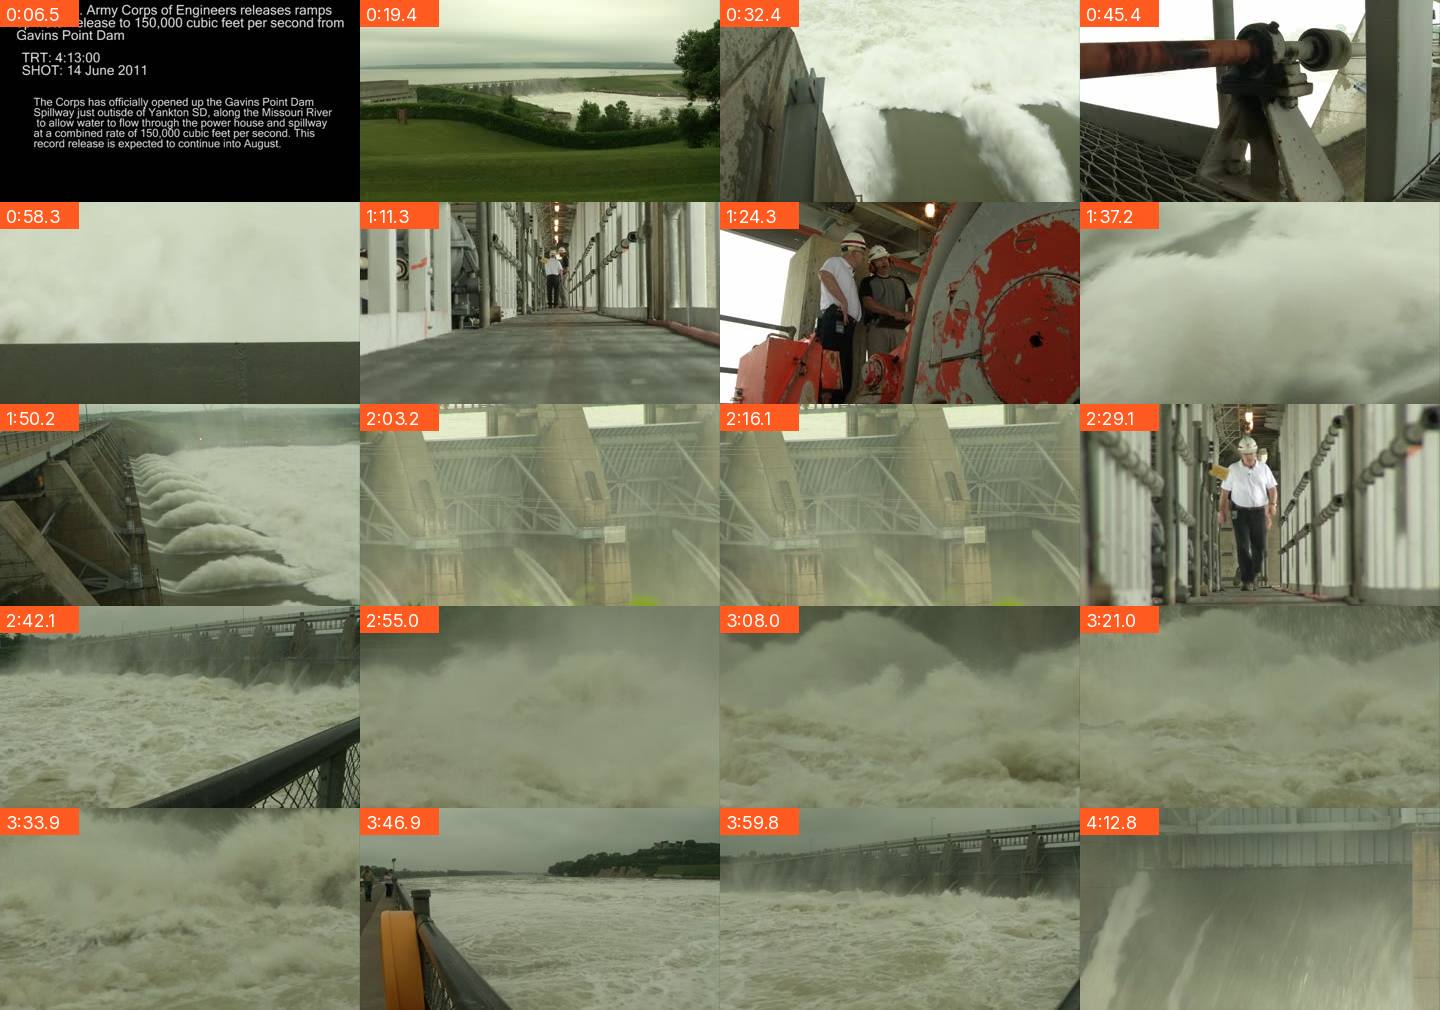 0:06.5
. Army Corps of Engineers releases ramps
elease to 150,000 cubic feet per second from
Gavins Point Dam
TRT: 4:13:00
SHOT: 14 June 2011
The Corps has officially opened up the Gavins Point Dam
Spillway just outisde of Yankton SD, along the Missouri River
to allow water to flow through the power house and spillway
at a combined rate of 150,000 cubic feet per second. This
record release is expected to continue into August.
0:19.4
0:32.4
0:45.4
0:58.3
1:11.3
1:24.3
1:37.2
1:50.2
2:03.2
2:16.1
2:29.1
2:42.1
2:55.0
3:08.0
3:21.0
3:33.9
3:46.9
3:59.8
4:12.8